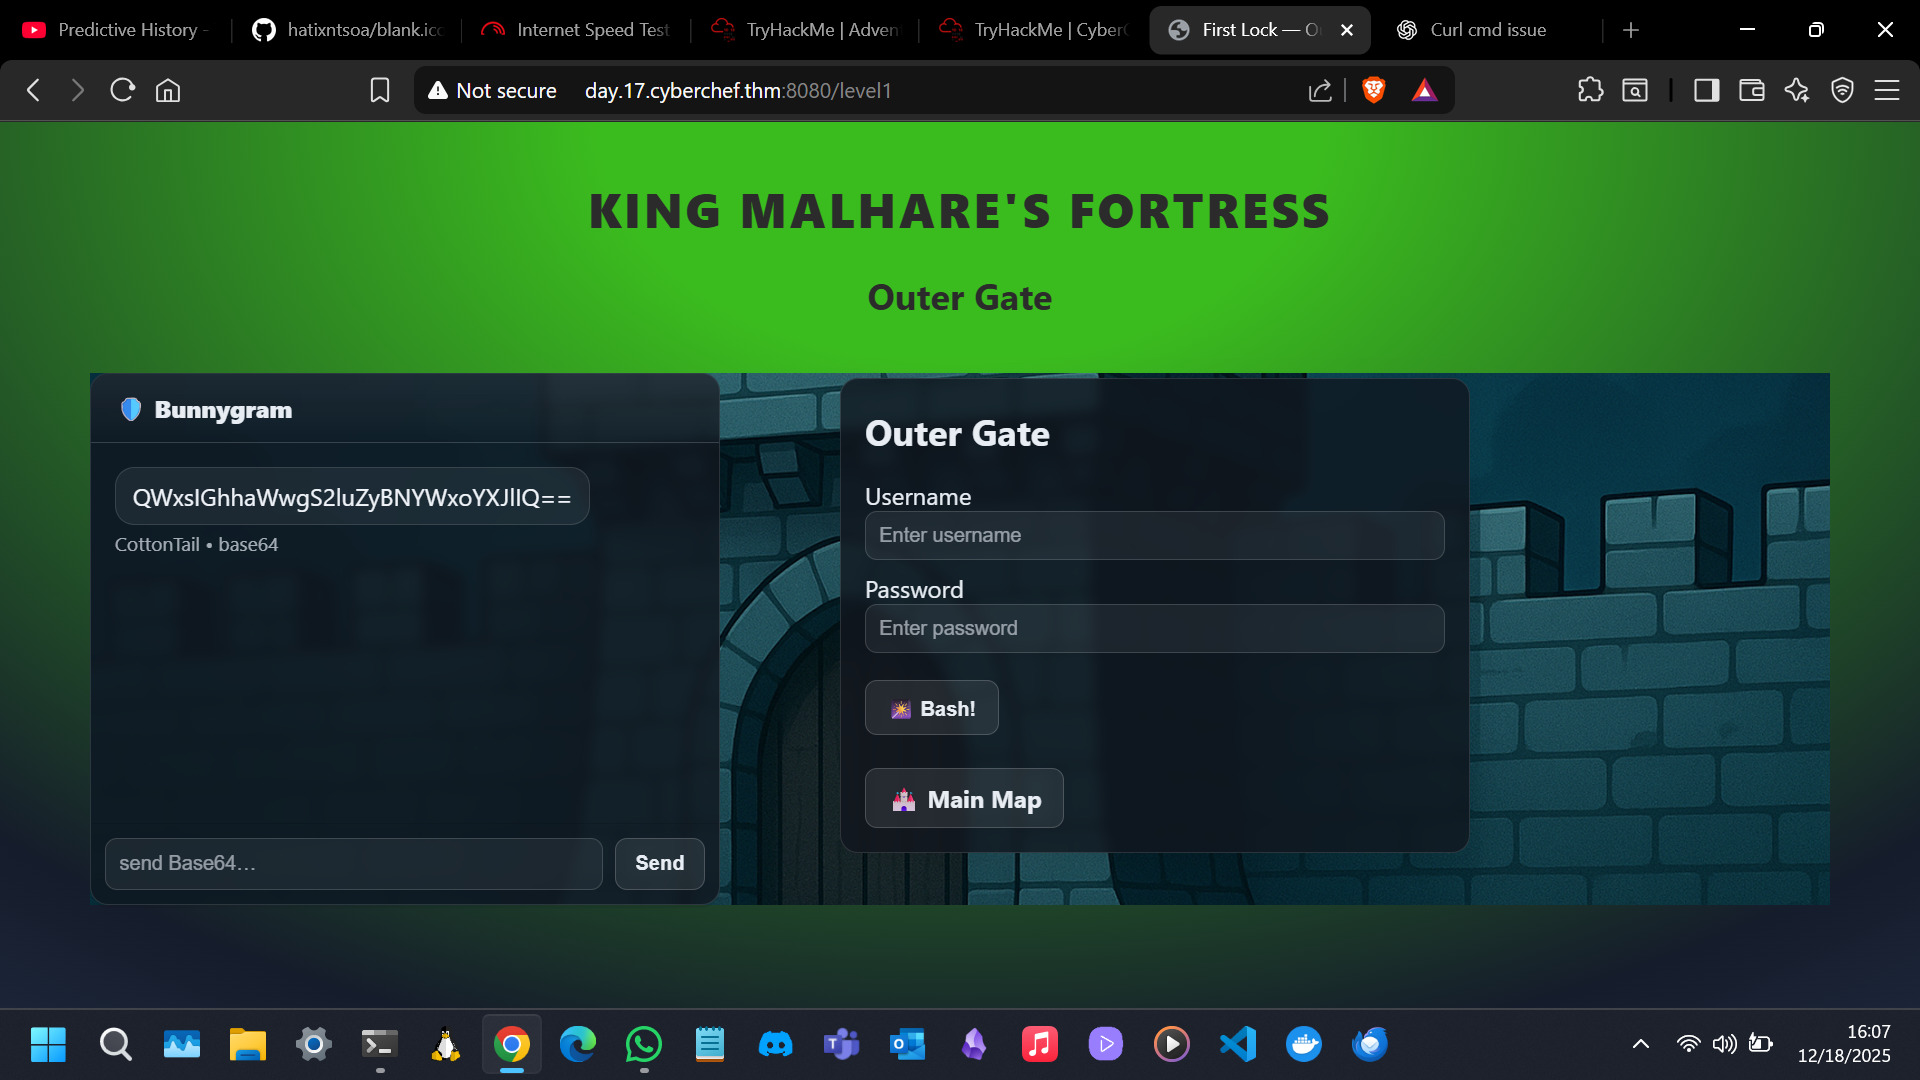 Predictive History -
hatixntsoa/blank.icc
Internet Speed Test
TryHackMe | Adven
TryHackMe | Cyber
First Lock — O
Curl cmd issue
Not secure
day.17.cyberchef.thm:8080/level1
KING MALHARE'S FORTRESS
Outer Gate
Bunnygram
QWxsIGhhaWwgS2luZyBNYWxoYXJlIQ==
CottonTail • base64
send Base64...
Send
Outer Gate
Username
Enter username
Password
Enter password
Bash!
Main Map
16:07
12/18/2025